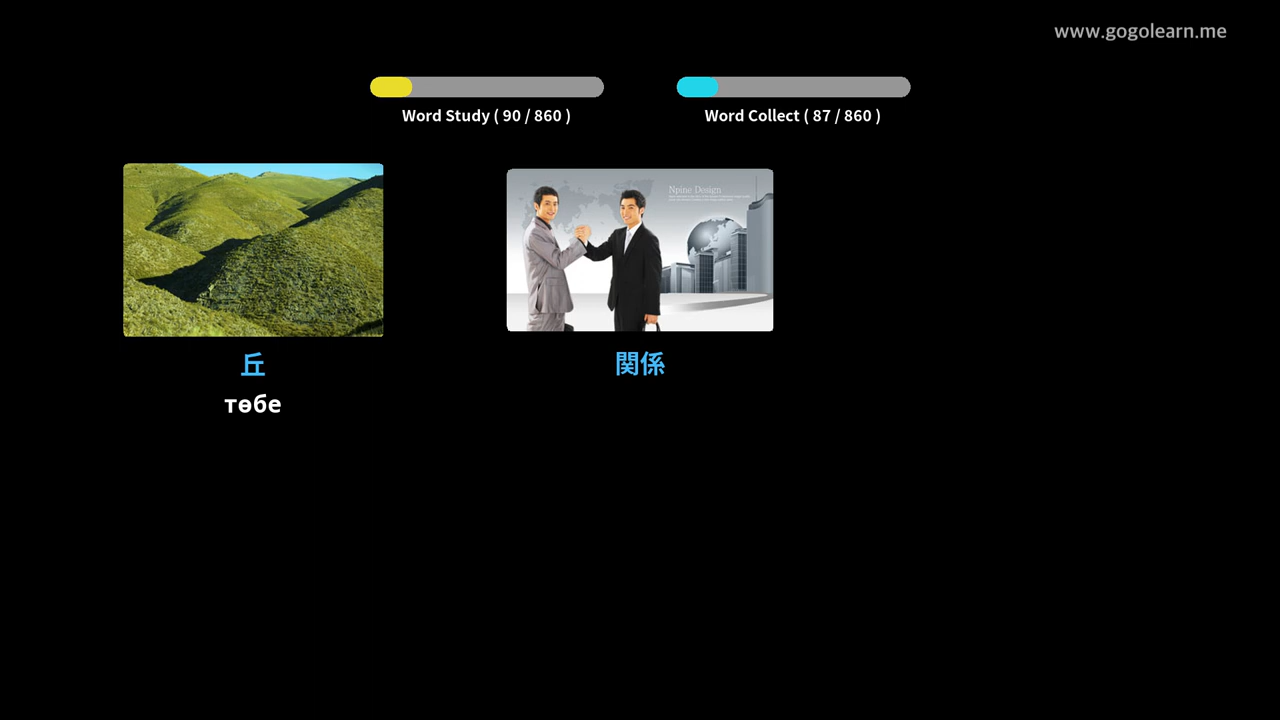 www.gogolearn.me
Word Study ( 90 / 860 )
Word Collect ( 87 / 860 )
Npine Design
丘
関係
төбе